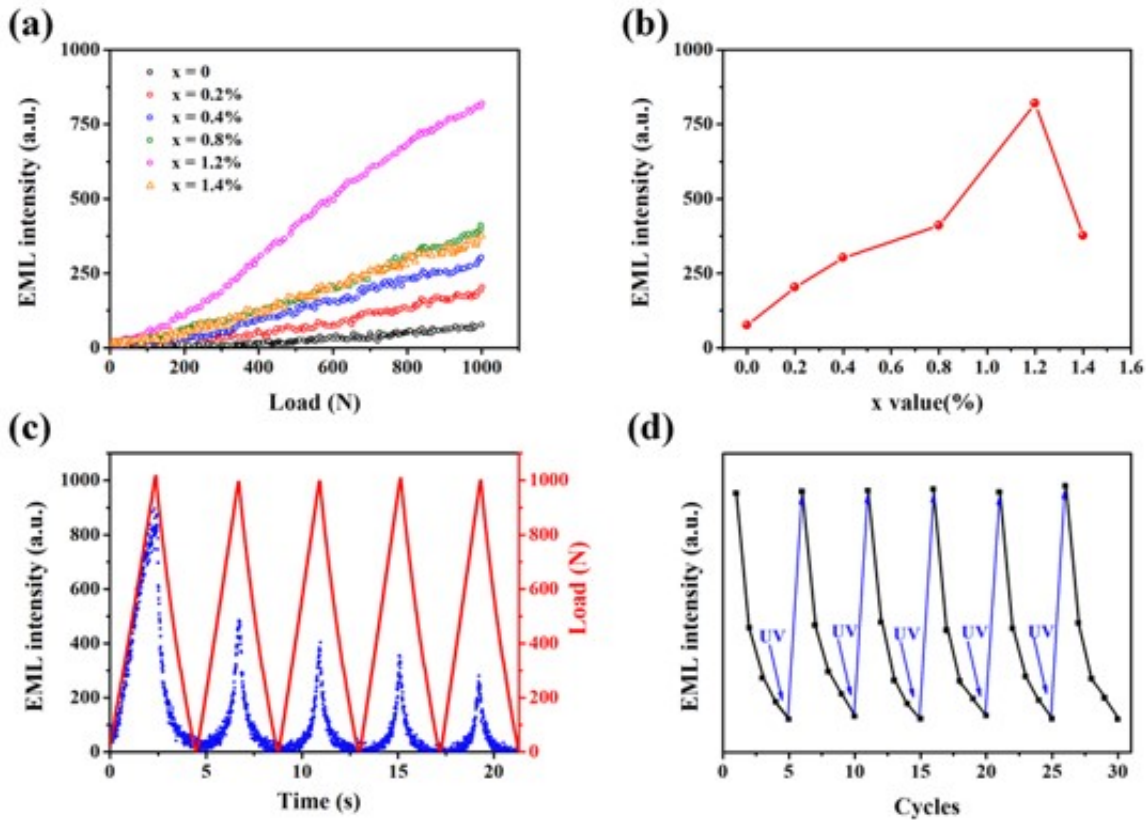 (a)
1000
750
500
250
0
EML intensity (a.u.)
x = 0
x = 0.2%
x = 0.4%
x = 0.8%
x = 1.2%
x = 1.4%
0 200 400 600 800 1000
Load (N)
(b)
1000
750
500
250
0
EML intensity (a.u.)
0.0 0.2 0.4 0.6 0.8 1.0 1.2 1.4 1.6
x value(%)
(c)
1000
800
600
400
200
0
EML intensity (a.u.)
1000
800
600
400
200
0
Load (N)
0 5 10 15 20
Time (s)
(d)
EML intensity (a.u.)
UV UV UV UV UV
0 5 10 15 20 25 30
Cycles